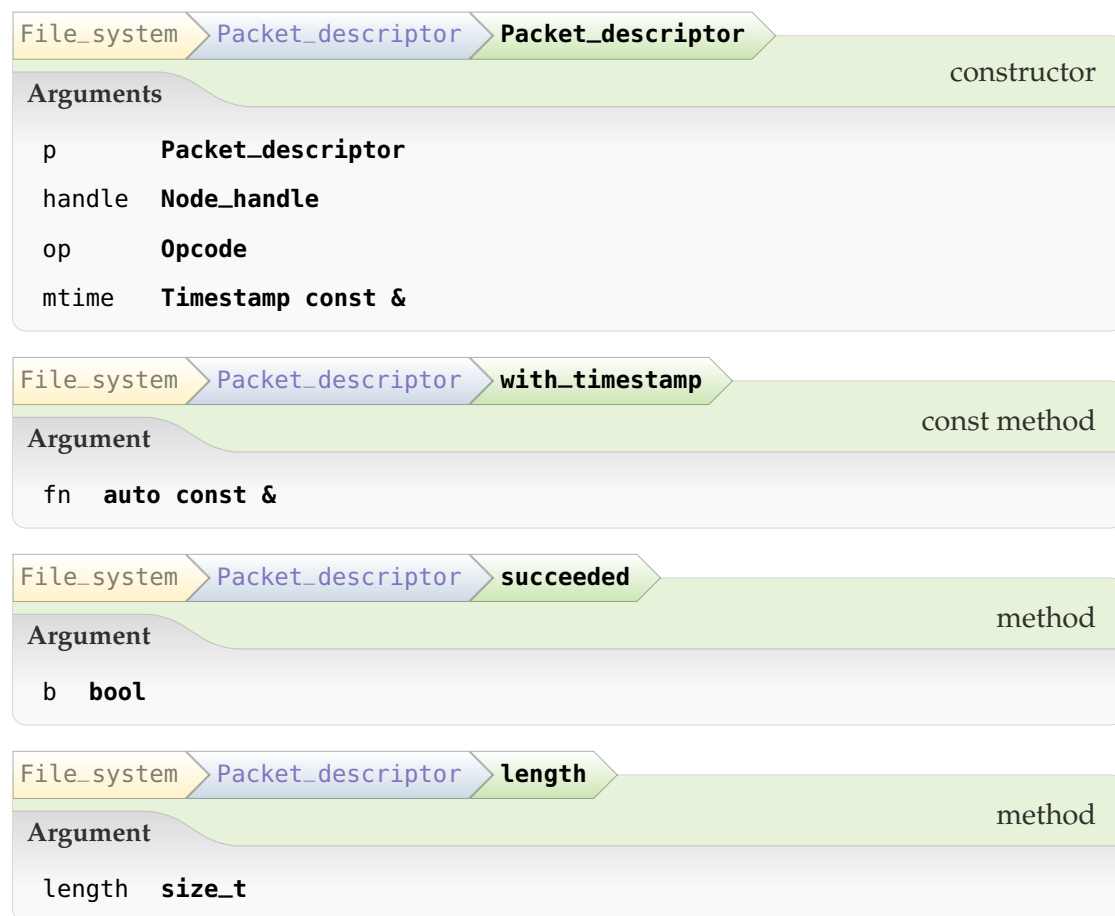 File_system Packet_descriptor Packet_descriptor
constructor
Arguments
p Packet_descriptor
handle Node_handle
op Opcode
mtime Timestamp const &
File_system Packet_descriptor with_timestamp
const method
Argument
fn auto const &
File_system Packet_descriptor succeeded
method
Argument
b bool
File_system Packet_descriptor length
method
Argument
length size_t